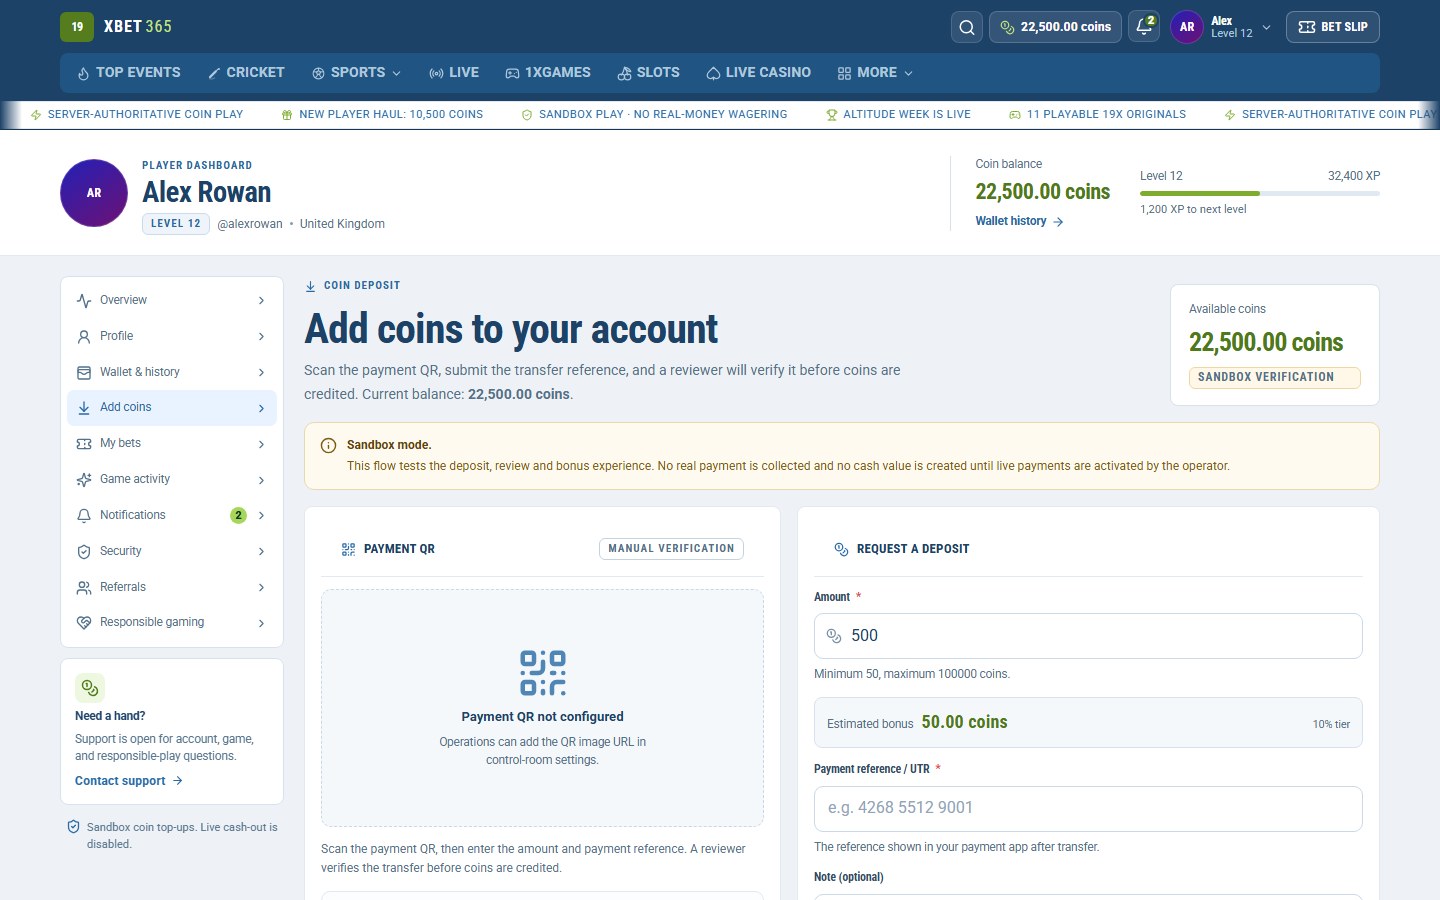 19 XBET 365
22,500.00 coins
2
AR
Alex
Level 12
BET SLIP
TOP EVENTS
CRICKET
SPORTS
LIVE
1XGAMES
SLOTS
LIVE CASINO
MORE
SERVER-AUTHORITATIVE COIN PLAY
NEW PLAYER HAUL: 10,500 COINS
SANDBOX PLAY · NO REAL-MONEY WAGERING
ALTITUDE WEEK IS LIVE
11 PLAYABLE 19X ORIGINALS
SERVER-AUTHORITATIVE COIN PLAY
AR
PLAYER DASHBOARD
Alex Rowan
LEVEL 12 @alexrowan • United Kingdom
Coin balance
22,500.00 coins
Wallet history
Level 12 32,400 XP
1,200 XP to next level
Overview
Profile
Wallet & history
Add coins
My bets
Game activity
Notifications 2
Security
Referrals
Responsible gaming
Need a hand?
Support is open for account, game,
and responsible-play questions.
Contact support
Sandbox coin top-ups. Live cash-out is
disabled.
COIN DEPOSIT
Add coins to your account
Scan the payment QR, submit the transfer reference, and a reviewer will verify it before coins are
credited. Current balance: 22,500.00 coins.
Available coins
22,500.00 coins
SANDBOX VERIFICATION
Sandbox mode.
This flow tests the deposit, review and bonus experience. No real payment is collected and no cash value is created until live payments are activated by the operator.
PAYMENT QR
MANUAL VERIFICATION
Payment QR not configured
Operations can add the QR image URL in
control-room settings.
Scan the payment QR, then enter the amount and payment reference. A reviewer
verifies the transfer before coins are credited.
REQUEST A DEPOSIT
Amount *
500
Minimum 50, maximum 100000 coins.
Estimated bonus 50.00 coins 10% tier
Payment reference / UTR *
e.g. 4268 5512 9001
The reference shown in your payment app after transfer.
Note (optional)